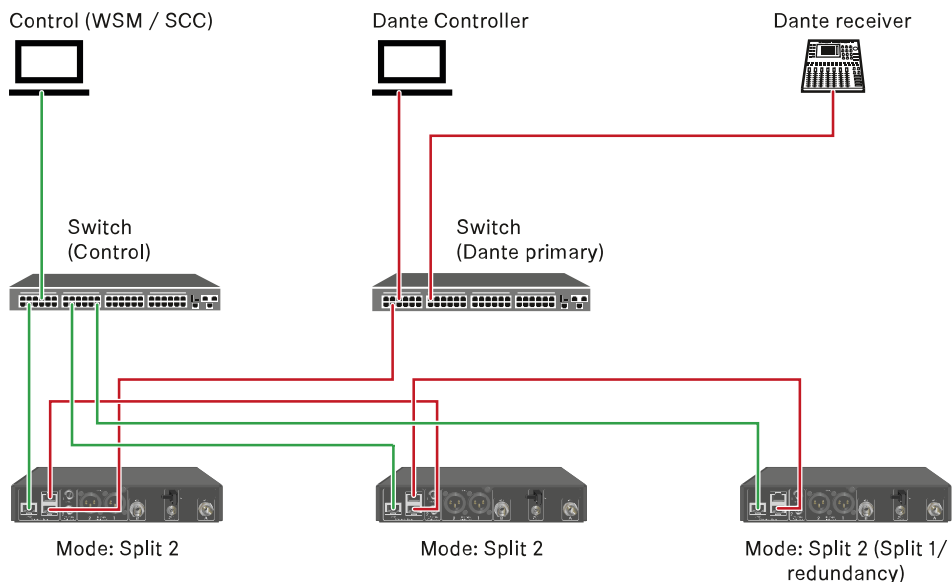 Control (WSM / SCC)
Dante Controller
Dante receiver
Switch
(Control)
Switch
(Dante primary)
Mode: Split 2
Mode: Split 2
Mode: Split 2 (Split 1/
redundancy)